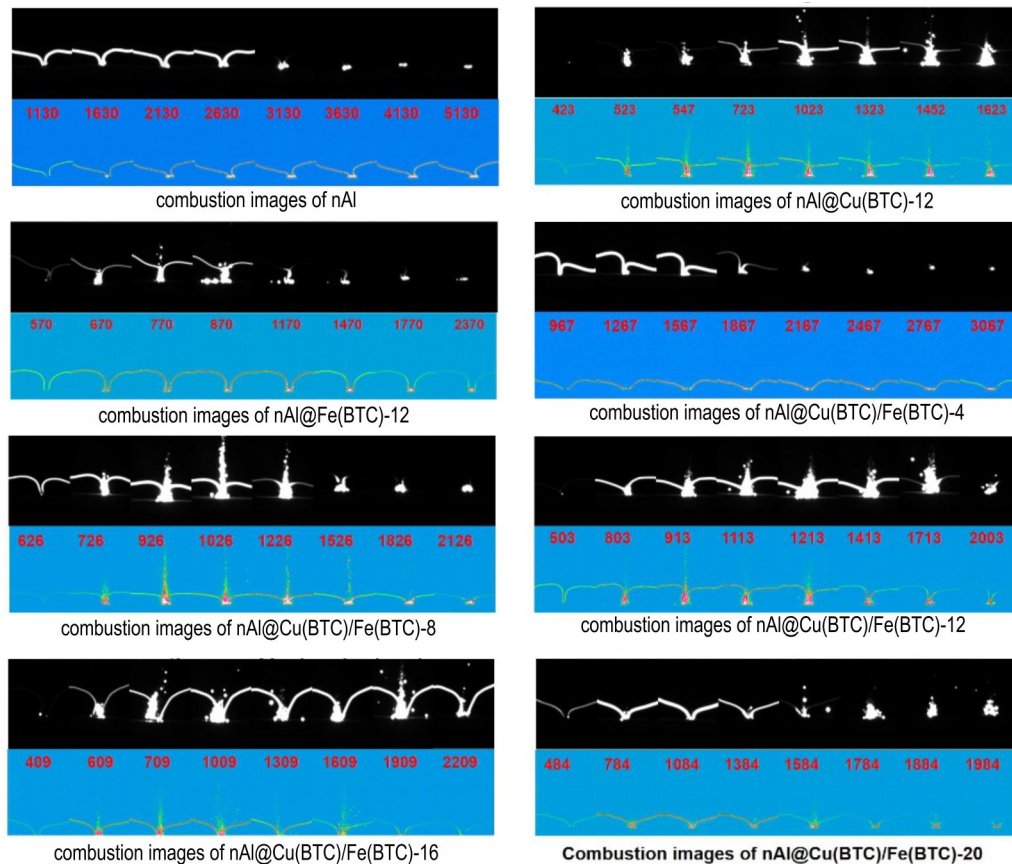 1130 1630 2130 2630 3130 3630 4130 5130
combustion images of nAl
423 523 547 723 1023 1323 1452 1623
combustion images of nAl@Cu(BTC)-12
570 670 770 870 1170 1470 1770 2370
combustion images of nAl@Fe(BTC)-12
967 1267 1567 1867 2167 2467 2767 3067
combustion images of nAl@Cu(BTC)/Fe(BTC)-4
626 726 926 1026 1226 1526 1826 2126
combustion images of nAl@Cu(BTC)/Fe(BTC)-8
503 803 913 1113 1213 1413 1713 2003
combustion images of nAl@Cu(BTC)/Fe(BTC)-12
409 609 709 1009 1309 1609 1909 2209
combustion images of nAl@Cu(BTC)/Fe(BTC)-16
484 784 1084 1384 1584 1784 1884 1984
Combustion images of nAl@Cu(BTC)/Fe(BTC)-20